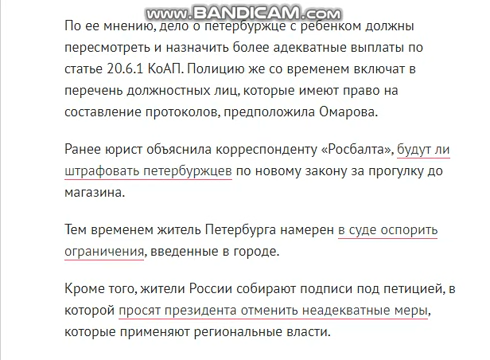 www.BANDICAM.com
По ее мнению, дело о петербуржце с ребенком должны
пересмотреть и назначить более адекватные выплаты по
статье 20.6.1 КоАП. Полицию же со временем включат в
перечень должностных лиц, которые имеют право на
составление протоколов, предположила Омарова.
Ранее юрист объяснила корреспонденту «Росбалта», будут ли
штрафовать петербуржцев по новому закону за прогулку до
магазина.
Тем временем житель Петербурга намерен в суде оспорить
ограничения, введенные в городе.
Кроме того, жители России собирают подписи под петицией, в
которой просят президента отменить неадекватные меры,
которые применяют региональные власти.